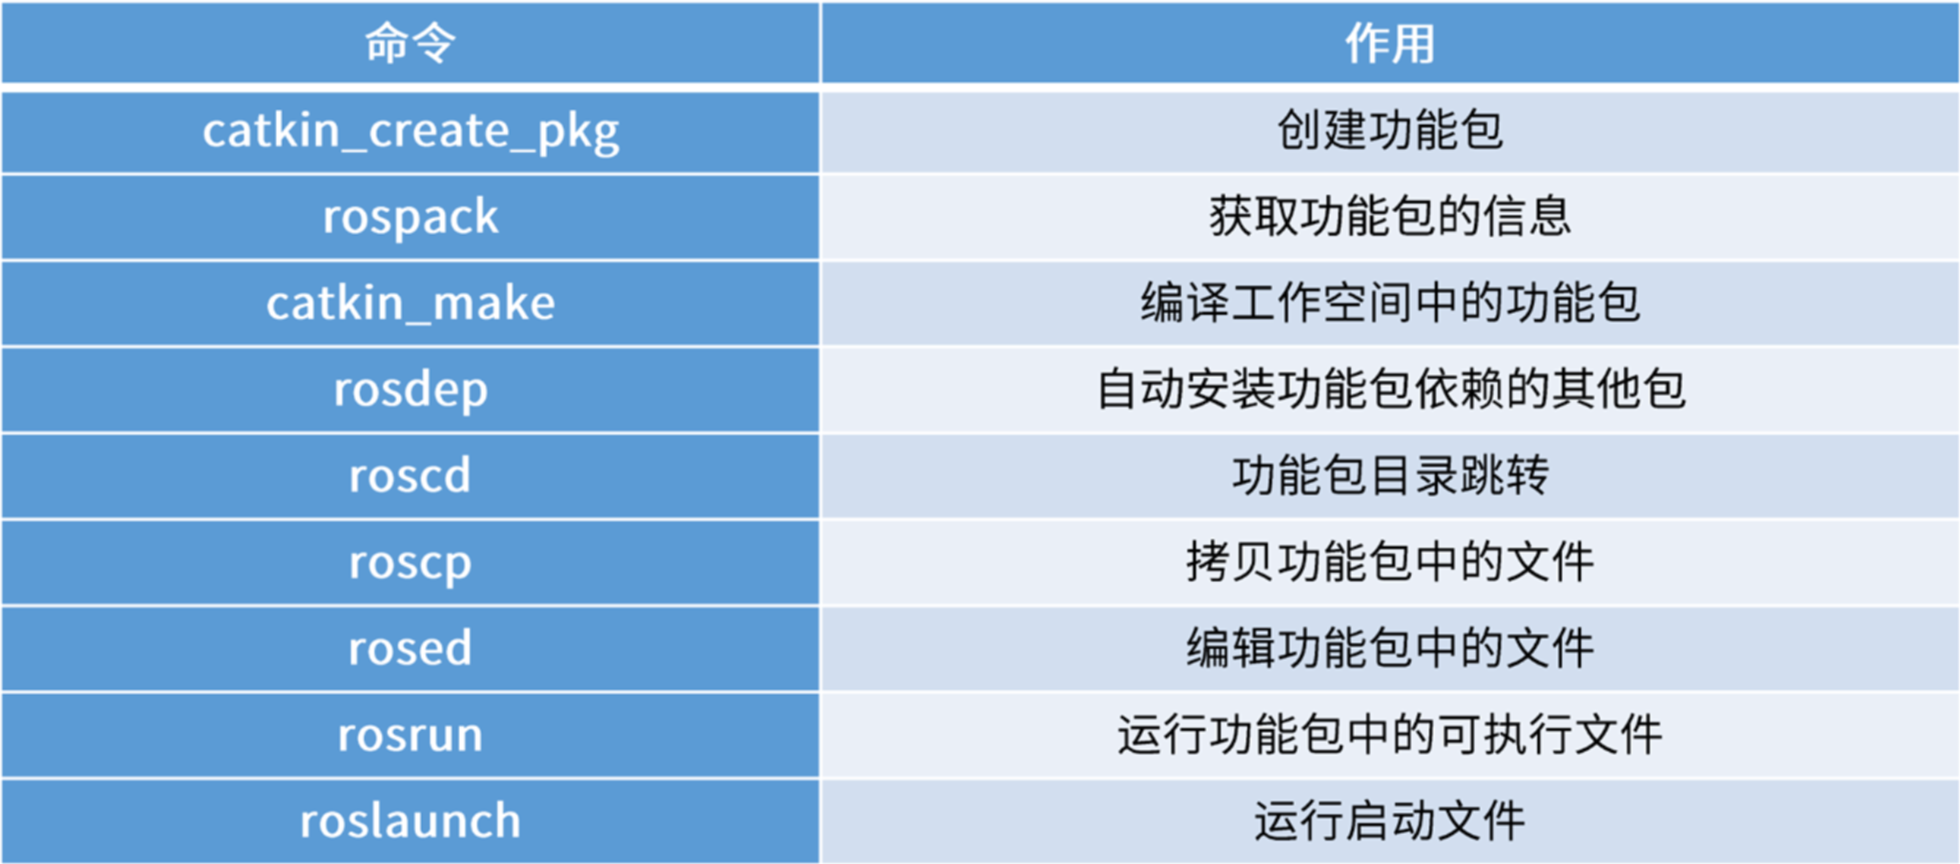 命令 作用
catkin_create_pkg 创建功能包
rospack 获取功能包的信息
catkin_make 编译工作空间中的功能包
rosdep 自动安装功能包依赖的其他包
roscd 功能包目录跳转
roscp 拷贝功能包中的文件
rosed 编辑功能包中的文件
rosrun 运行功能包中的可执行文件
roslaunch 运行启动文件